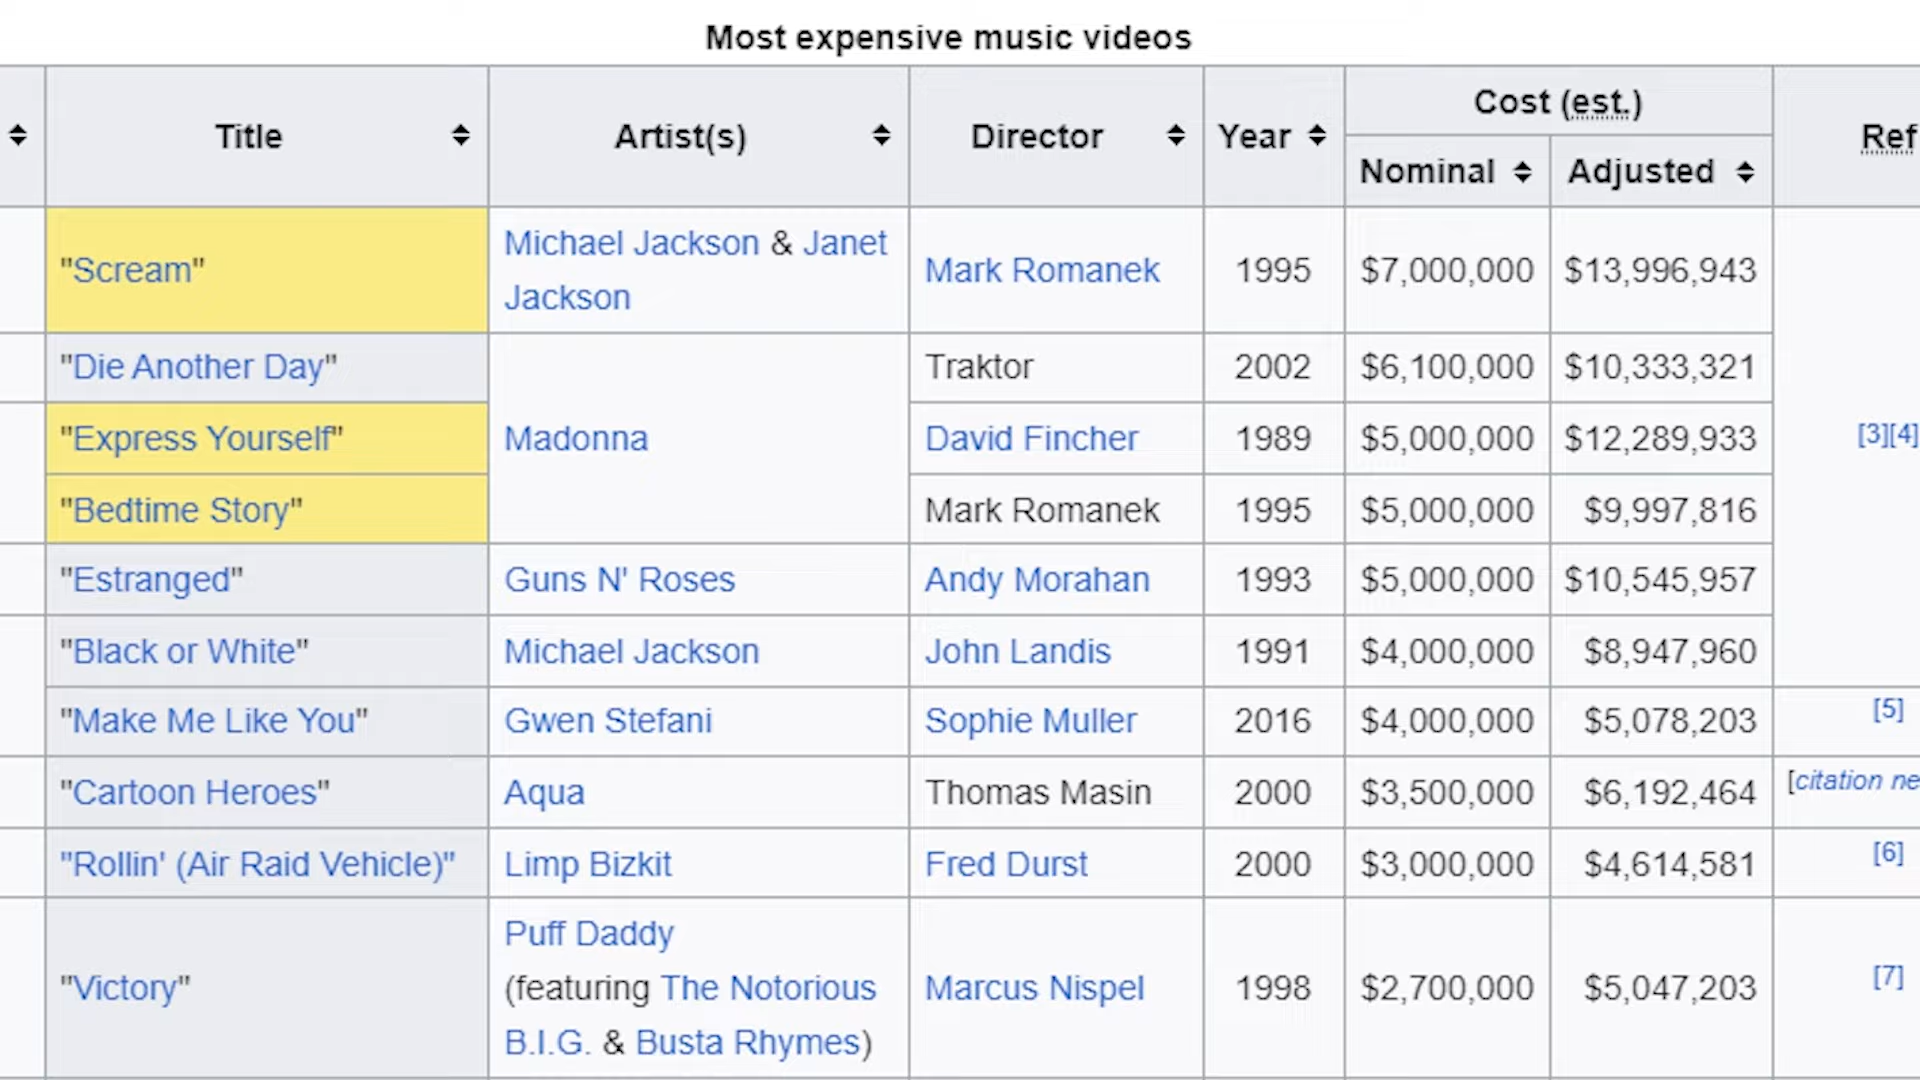 Most expensive music videos
Title Artist(s) Director Year Cost (est.) Ref
Nominal Adjusted
"Scream" Michael Jackson & Janet Jackson Mark Romanek 1995 $7,000,000 $13,996,943
"Die Another Day" Madonna Traktor 2002 $6,100,000 $10,333,321
"Express Yourself" David Fincher 1989 $5,000,000 $12,289,933 [3][4]
"Bedtime Story" Mark Romanek 1995 $5,000,000 $9,997,816
"Estranged" Guns N' Roses Andy Morahan 1993 $5,000,000 $10,545,957
"Black or White" Michael Jackson John Landis 1991 $4,000,000 $8,947,960
"Make Me Like You" Gwen Stefani Sophie Muller 2016 $4,000,000 $5,078,203 [5]
"Cartoon Heroes" Aqua Thomas Masin 2000 $3,500,000 $6,192,464 [citation ne
"Rollin' (Air Raid Vehicle)" Limp Bizkit Fred Durst 2000 $3,000,000 $4,614,581 [6]
"Victory" Puff Daddy (featuring The Notorious B.I.G. & Busta Rhymes) Marcus Nispel 1998 $2,700,000 $5,047,203 [7]